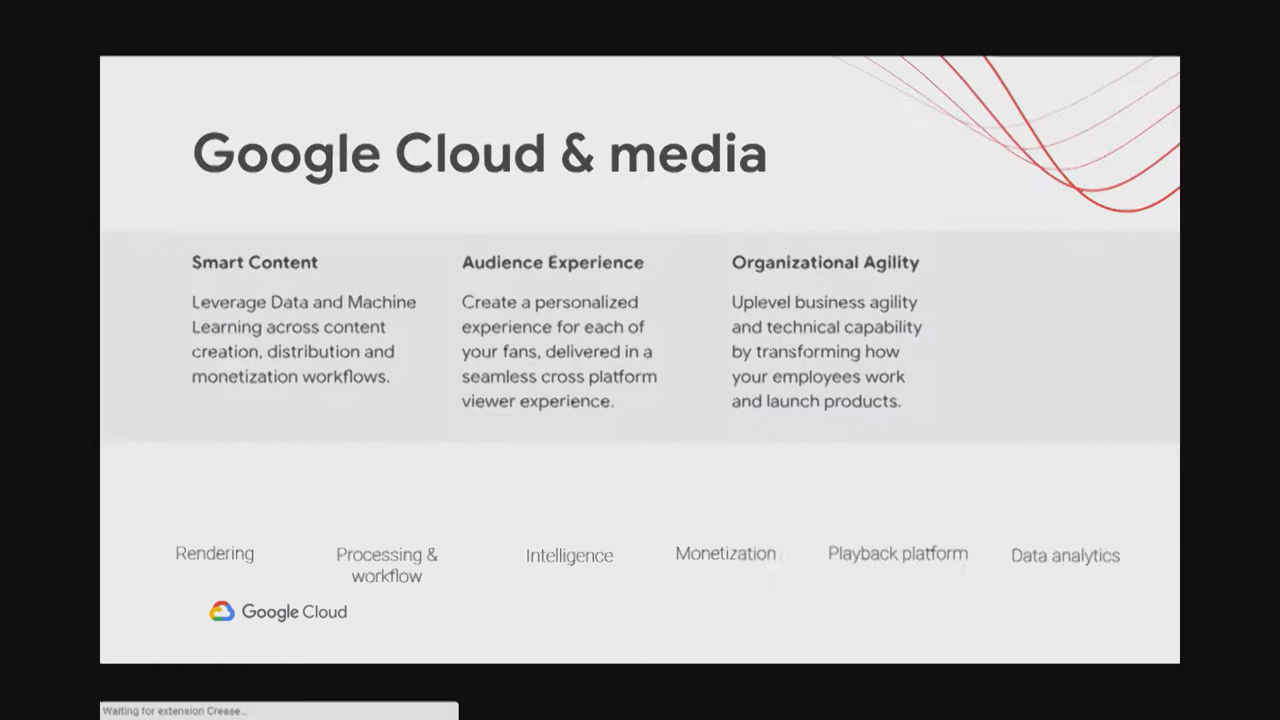 Google Cloud & media
Smart Content
Leverage Data and Machine
Learning across content
creation, distribution and
monetization workflows.
Audience Experience
Create a personalized
experience for each of
your fans, delivered in a
seamless cross platform
viewer experience.
Organizational Agility
Uplevel business agility
and technical capability
by transforming how
your employees work
and launch products.
Rendering
Processing &
workflow
Intelligence
Monetization
Playback platform
Data analytics
Google Cloud
Waiting for extension Crease...